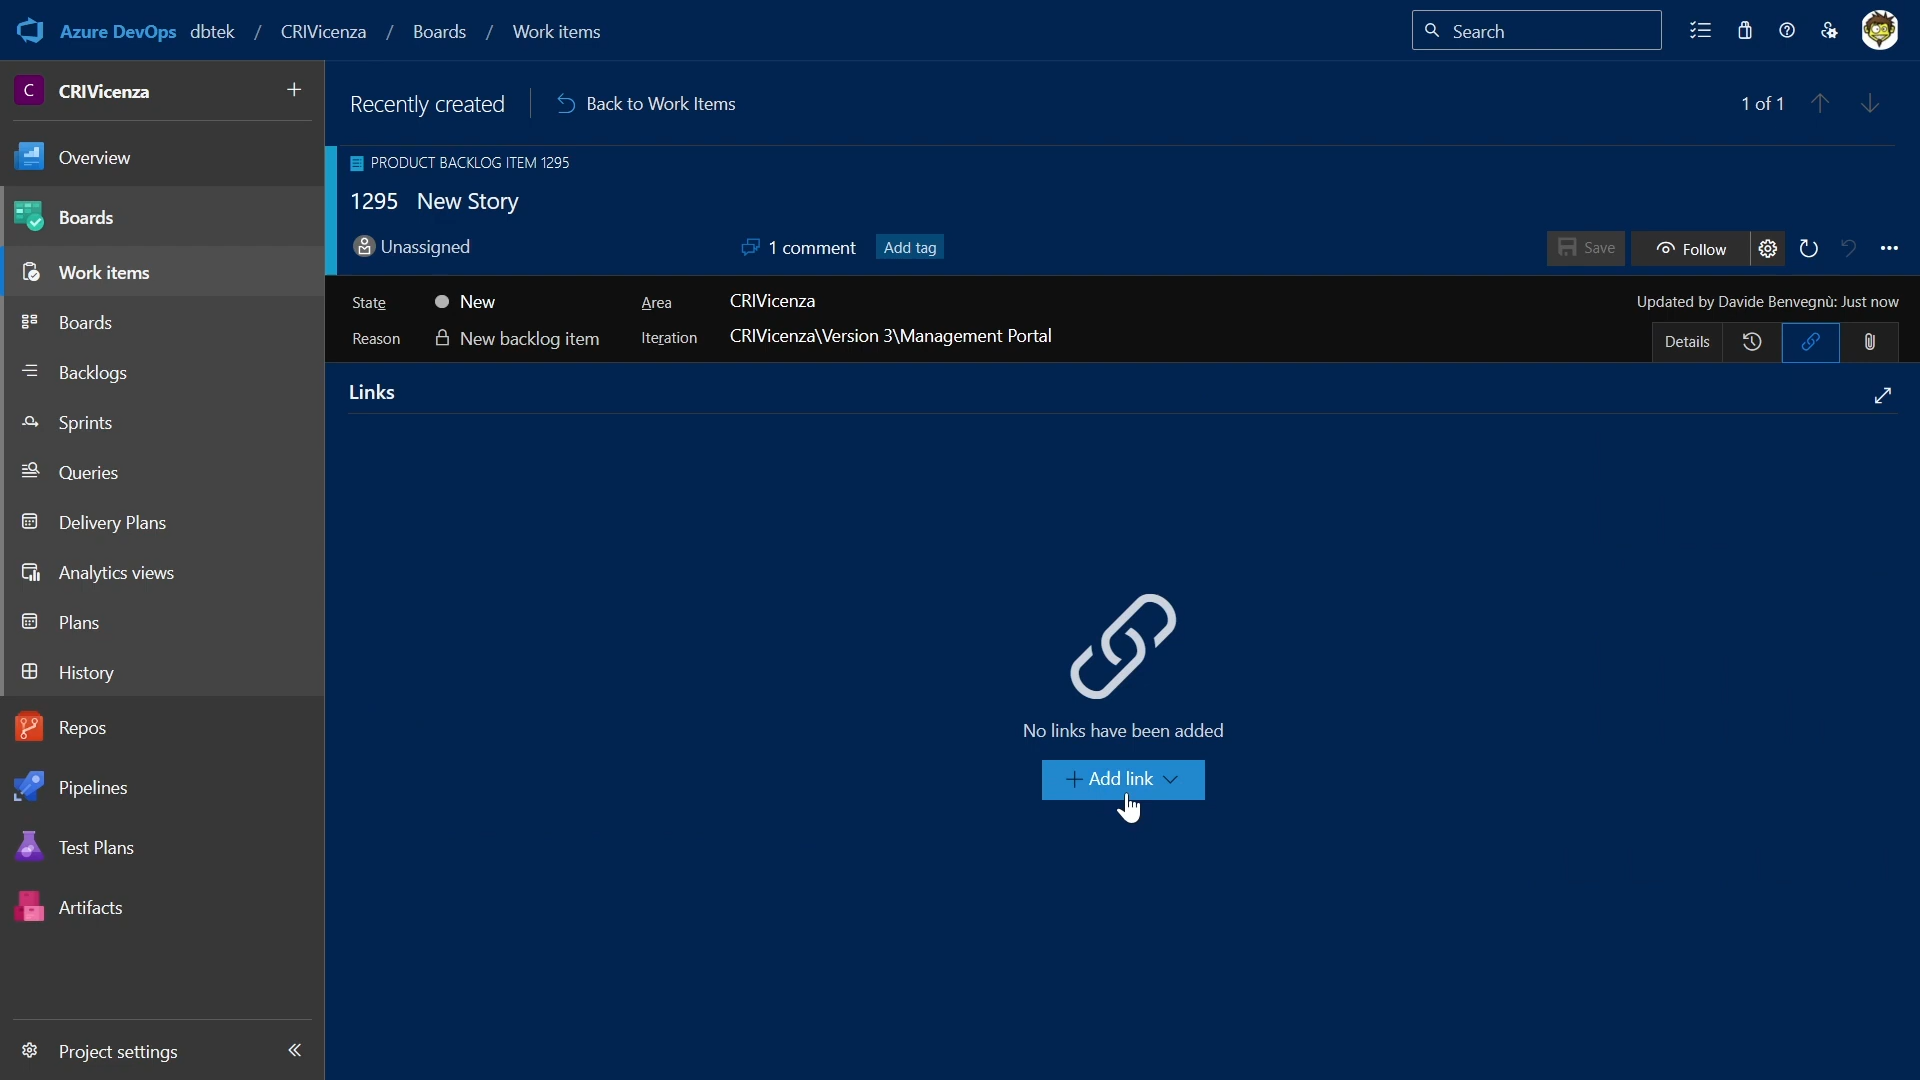 Azure DevOps dbtek / CRIVicenza / Boards / Work items
Search
C CRIVicenza
Recently created
Back to Work Items
1 of 1
Overview
PRODUCT BACKLOG ITEM 1295
1295 New Story
Boards
Unassigned
1 comment
Add tag
Save
Follow
Work items
State
New
Area
CRIVicenza
Updated by Davide Benvegnù: Just now
Reason
New backlog item
Iteration
CRIVicenza\Version 3\Management Portal
Details
Boards
Backlogs
Links
Sprints
Queries
Delivery Plans
Analytics views
Plans
History
Repos
No links have been added
Add link
Pipelines
Test Plans
Artifacts
Project settings